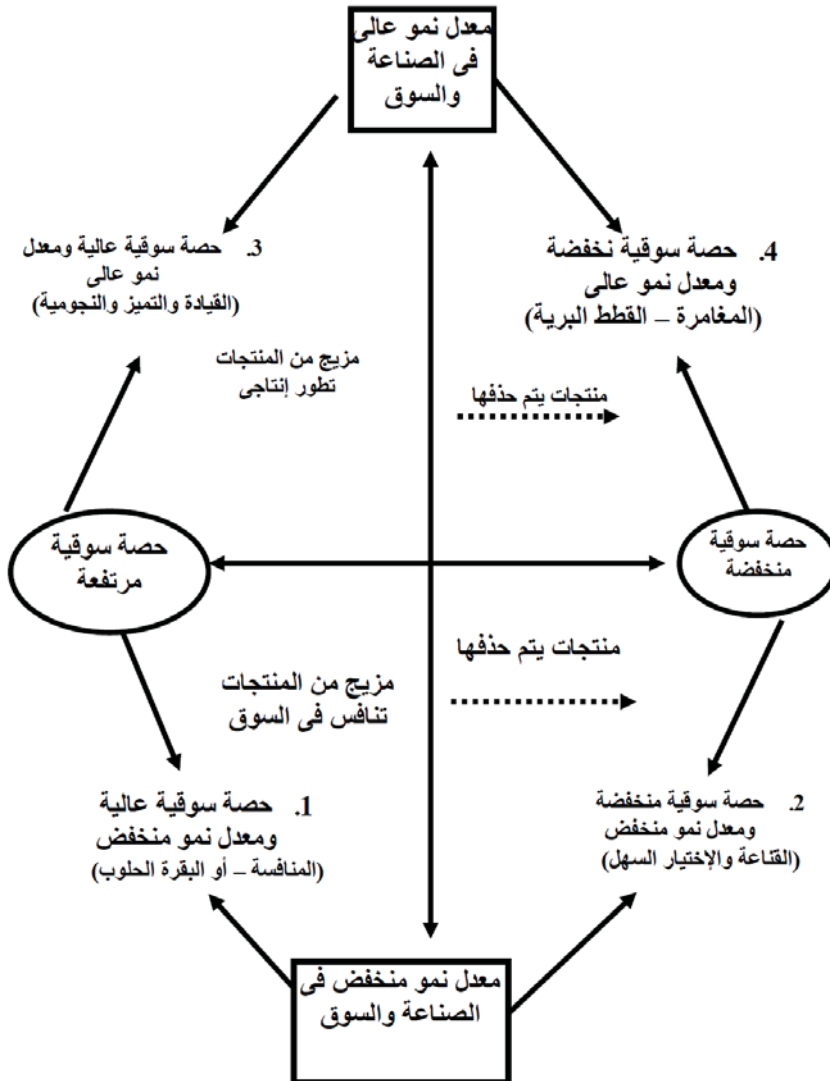 معدل نمو عالى
فى الصناعة
والسوق
3. حصة سوقية عالية ومعدل
نمو عالى
(القيادة والتميز والنجومية)
4. حصة سوقية نخفضة
ومعدل نمو عالى
(المغامرة – القطط البرية)
مزيج من المنتجات
تطور إنتاجى
منتجات يتم حذفها
حصة سوقية
مرتفعة
حصة سوقية
منخفضة
مزيج من المنتجات
تنافس فى السوق
منتجات يتم حذفها
1. حصة سوقية عالية
ومعدل نمو منخفض
(المنافسة – أو البقرة الحلوب)
2. حصة سوقية منخفضة
ومعدل نمو منخفض
(القناعة والإختيار السهل)
معدل نمو منخفض فى
الصناعة والسوق